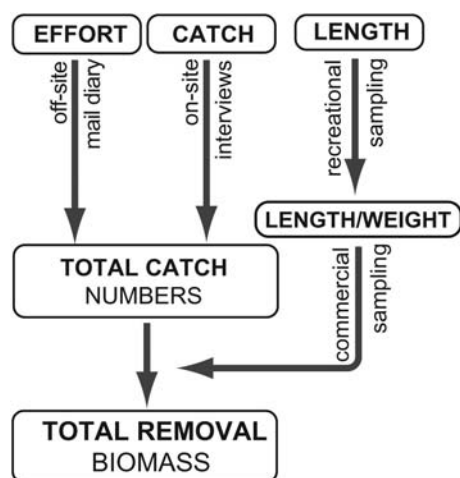 EFFORT
CATCH
LENGTH
off-site
mail diary
on-site
interviews
recreational
sampling
LENGTH/WEIGHT
TOTAL CATCH
NUMBERS
commercial
sampling
TOTAL REMOVAL
BIOMASS